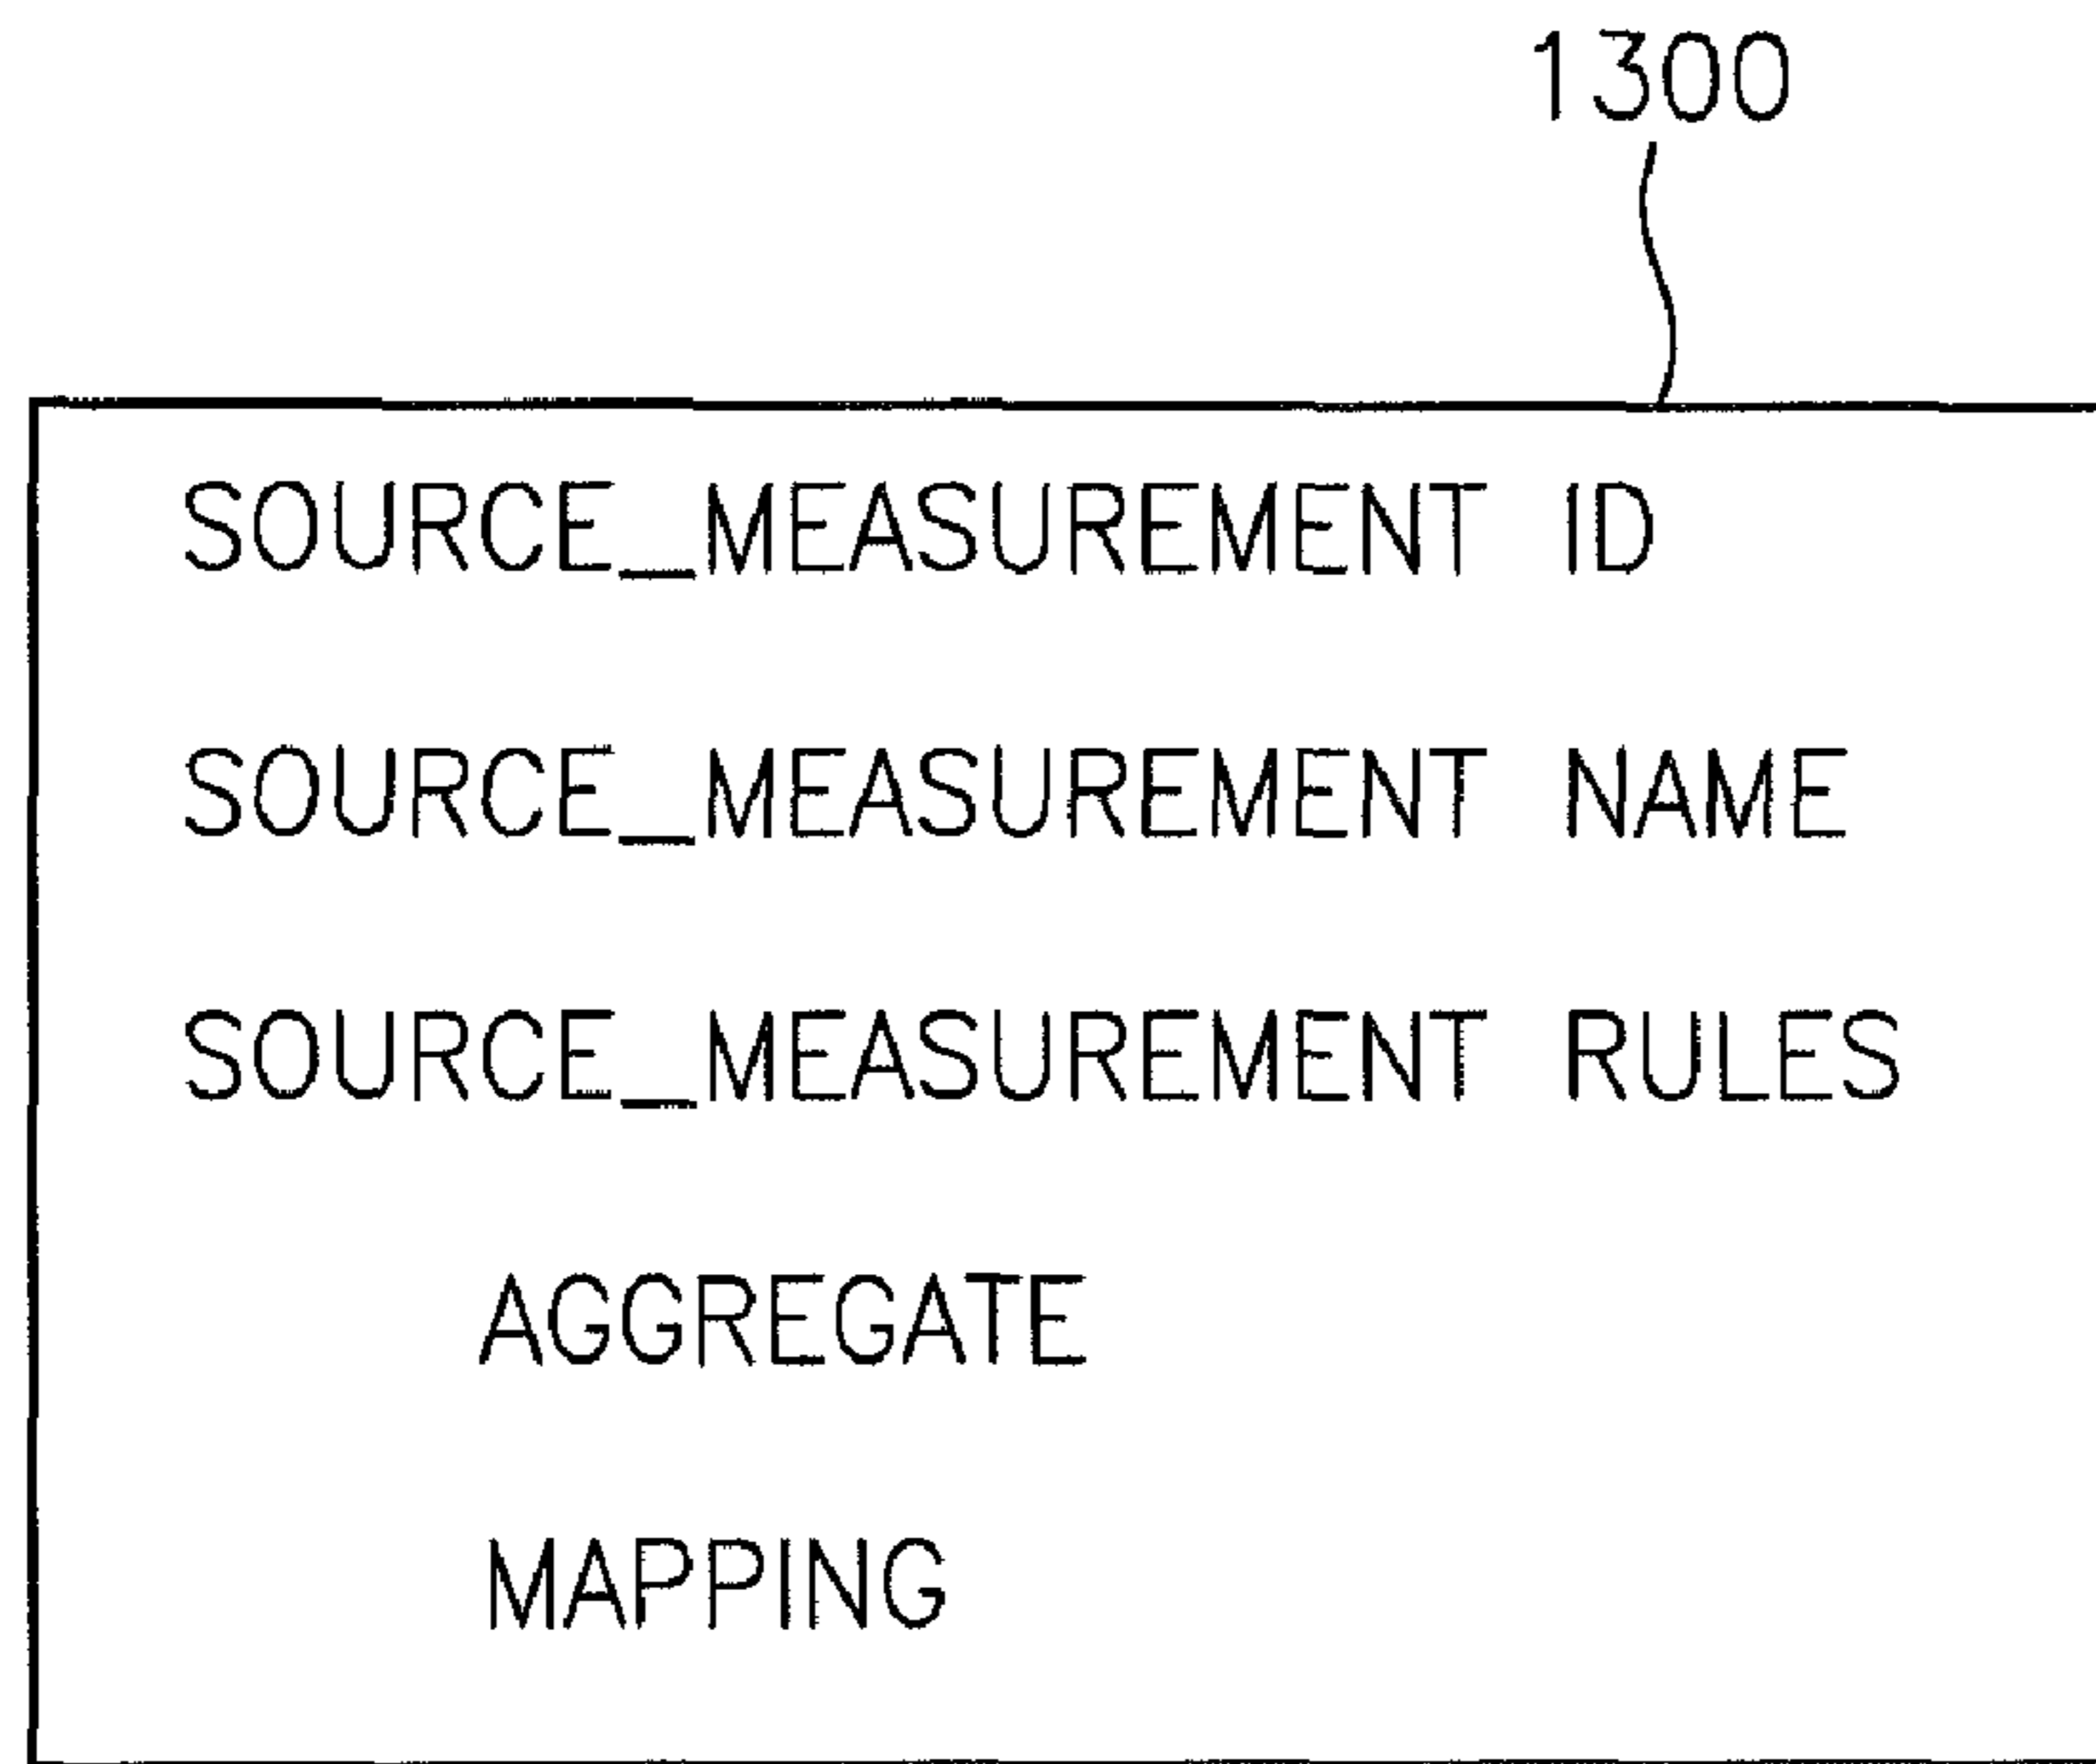 1300
SOURCE_MEASUREMENT ID
SOURCE_MEASUREMENT NAME
SOURCE_MEASUREMENT RULES
AGGREGATE
MAPPING